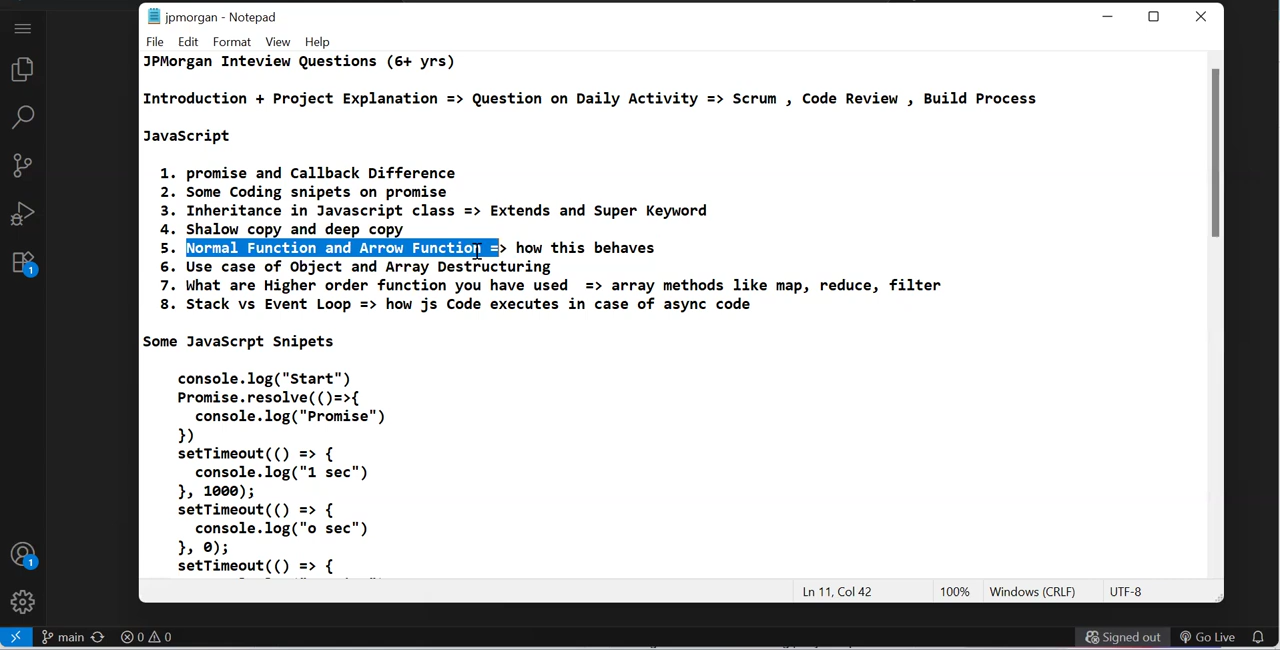 jpmorgan - Notepad
File Edit Format View Help
JPMorgan Inteview Questions (6+ yrs)
Introduction + Project Explanation => Question on Daily Activity => Scrum , Code Review , Build Process
JavaScript
1. promise and Callback Difference
2. Some Coding snipets on promise
3. Inheritance in Javascript class => Extends and Super Keyword
4. Shalow copy and deep copy
5. Normal Function and Arrow Function => how this behaves
6. Use case of Object and Array Destructuring
7. What are Higher order function you have used => array methods like map, reduce, filter
8. Stack vs Event Loop => how js Code executes in case of async code
Some JavaScrpt Snipets
console.log("Start")
Promise.resolve(()=>{
console.log("Promise")
})
setTimeout(() => {
console.log("1 sec")
}, 1000);
setTimeout(() => {
console.log("o sec")
}, 0);
setTimeout(() => {
Ln 11, Col 42 100% Windows (CRLF) UTF-8
1
1
main 0 0 Signed out Go Live